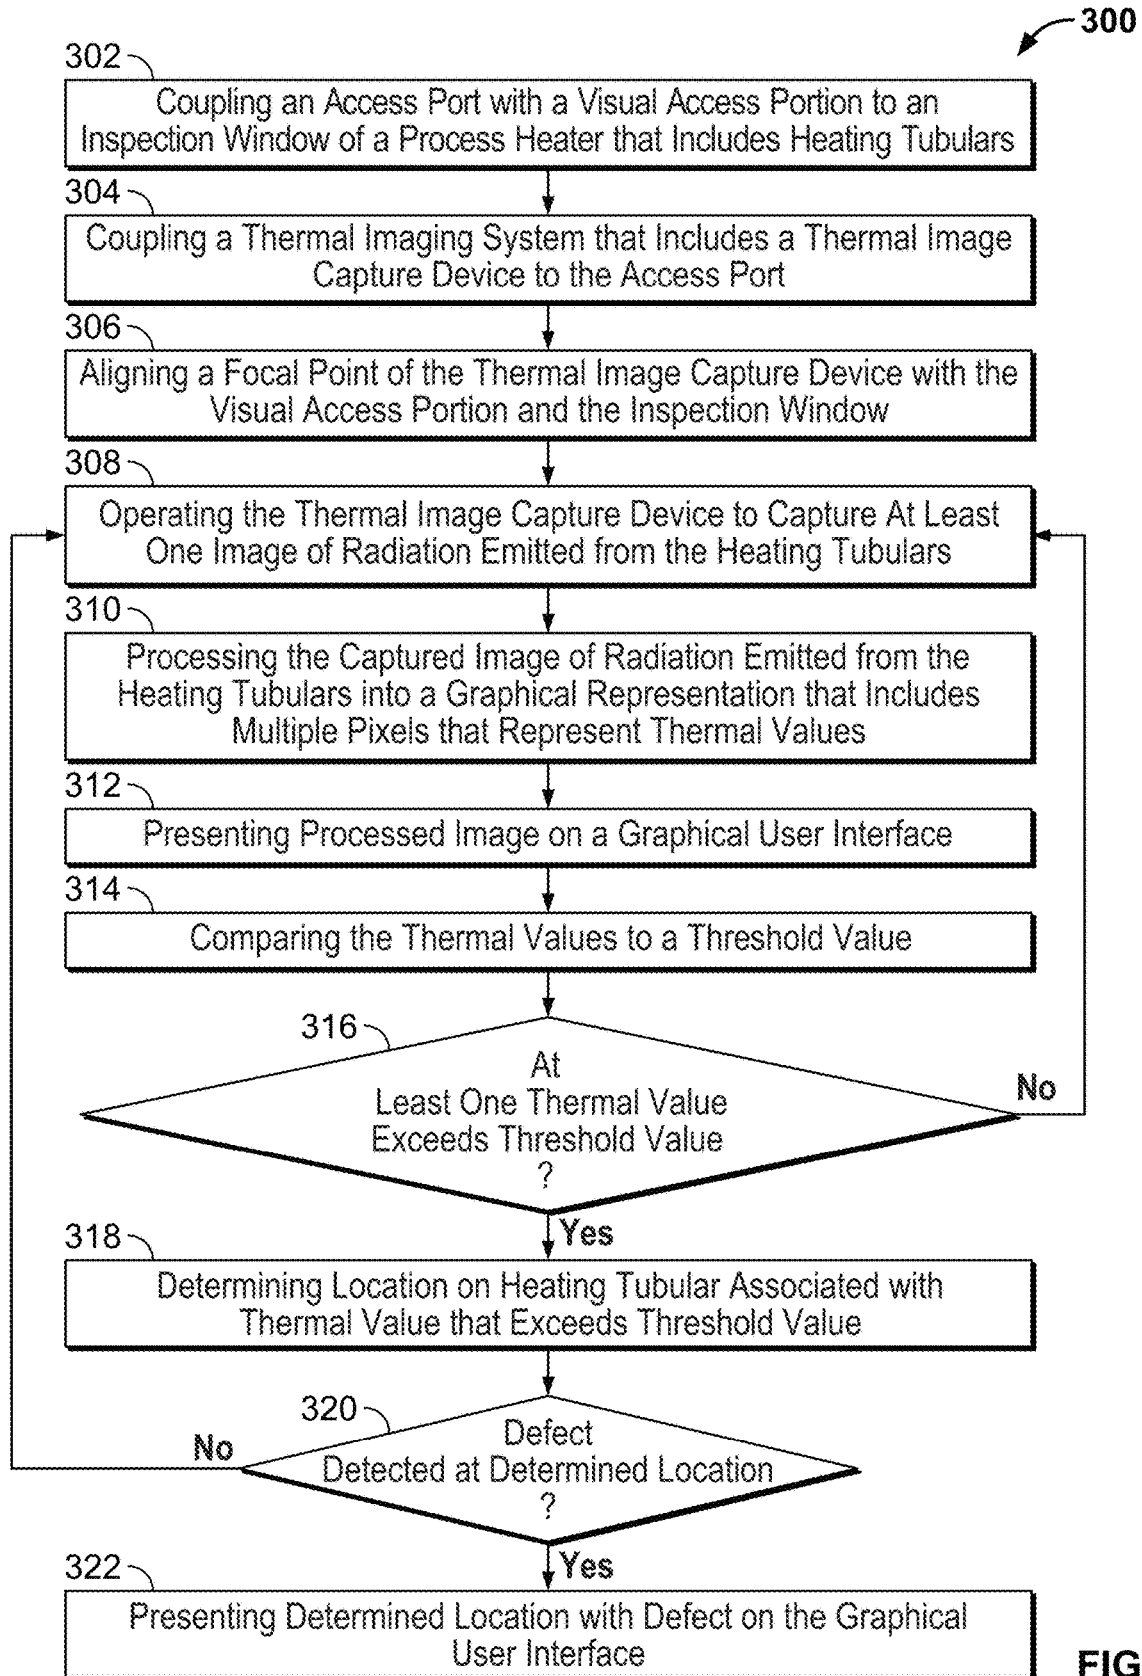 300
302
Coupling an Access Port with a Visual Access Portion to an
Inspection Window of a Process Heater that Includes Heating Tubulars
304
Coupling a Thermal Imaging System that Includes a Thermal Image
Capture Device to the Access Port
306
Aligning a Focal Point of the Thermal Image Capture Device with the
Visual Access Portion and the Inspection Window
308
Operating the Thermal Image Capture Device to Capture At Least
One Image of Radiation Emitted from the Heating Tubulars
310
Processing the Captured Image of Radiation Emitted from the
Heating Tubulars into a Graphical Representation that Includes
Multiple Pixels that Represent Thermal Values
312
Presenting Processed Image on a Graphical User Interface
314
Comparing the Thermal Values to a Threshold Value
316
At
Least One Thermal Value
Exceeds Threshold Value
?
No
Yes
318
Determining Location on Heating Tubular Associated with
Thermal Value that Exceeds Threshold Value
320
Defect
Detected at Determined Location
?
No
Yes
322
Presenting Determined Location with Defect on the Graphical
User Interface
FIG